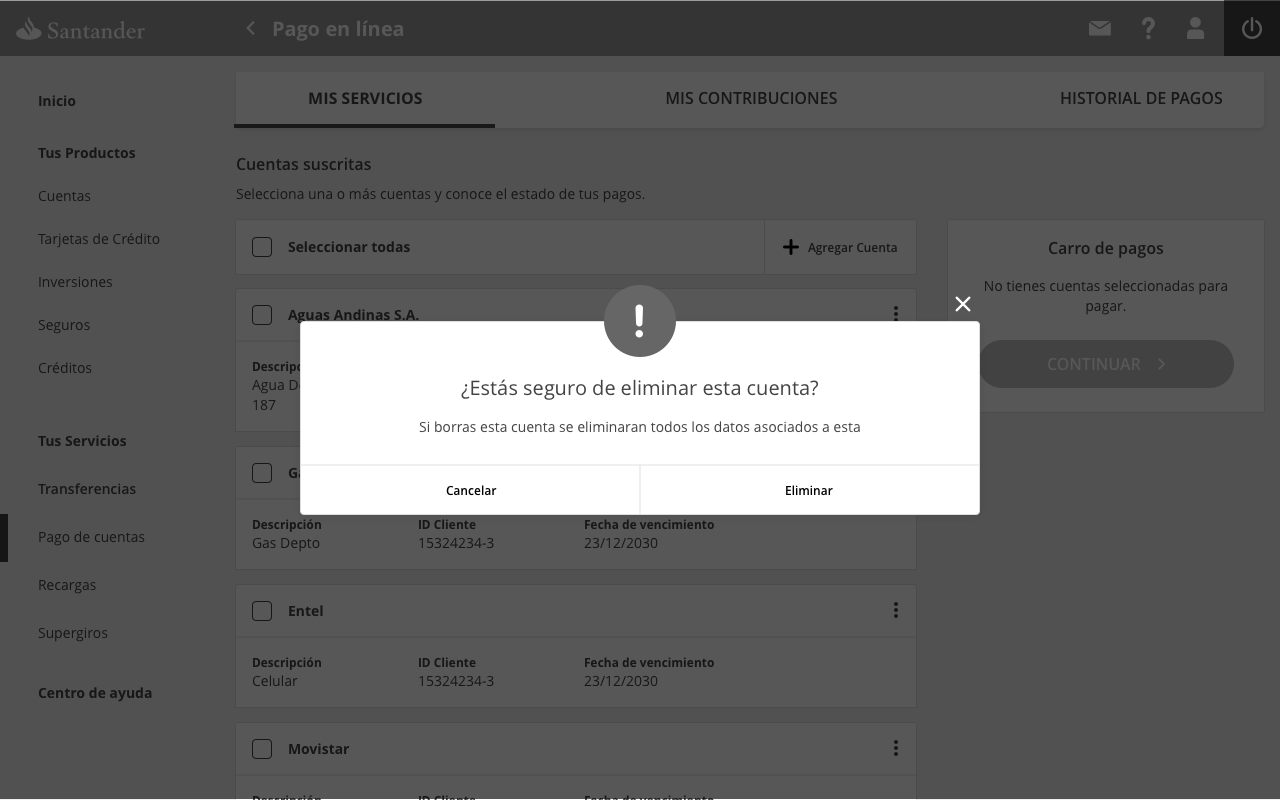 Santander
Pago en línea
Inicio
Tus Productos
Cuentas
Tarjetas de Crédito
Inversiones
Seguros
Créditos
Tus Servicios
Transferencias
Pago de cuentas
Recargas
Supergiros
Centro de ayuda
MIS SERVICIOS
MIS CONTRIBUCIONES
HISTORIAL DE PAGOS
Cuentas suscritas
Selecciona una o más cuentas y conoce el estado de tus pagos.
Seleccionar todas
Agregar Cuenta
Aguas Andinas S.A.
Agua
187
¿Estás seguro de eliminar esta cuenta?
Si borras esta cuenta se eliminaran todos los datos asociados a esta
Cancelar
Eliminar
Descripción ID Cliente Fecha de vencimiento
Gas Depto 15324234-3 23/12/2030
Entel
Descripción ID Cliente Fecha de vencimiento
Celular 15324234-3 23/12/2030
Movistar
Descripción ID Cliente Fecha de vencimiento
Carro de pagos
No tienes cuentas seleccionadas para
pagar.
CONTINUAR